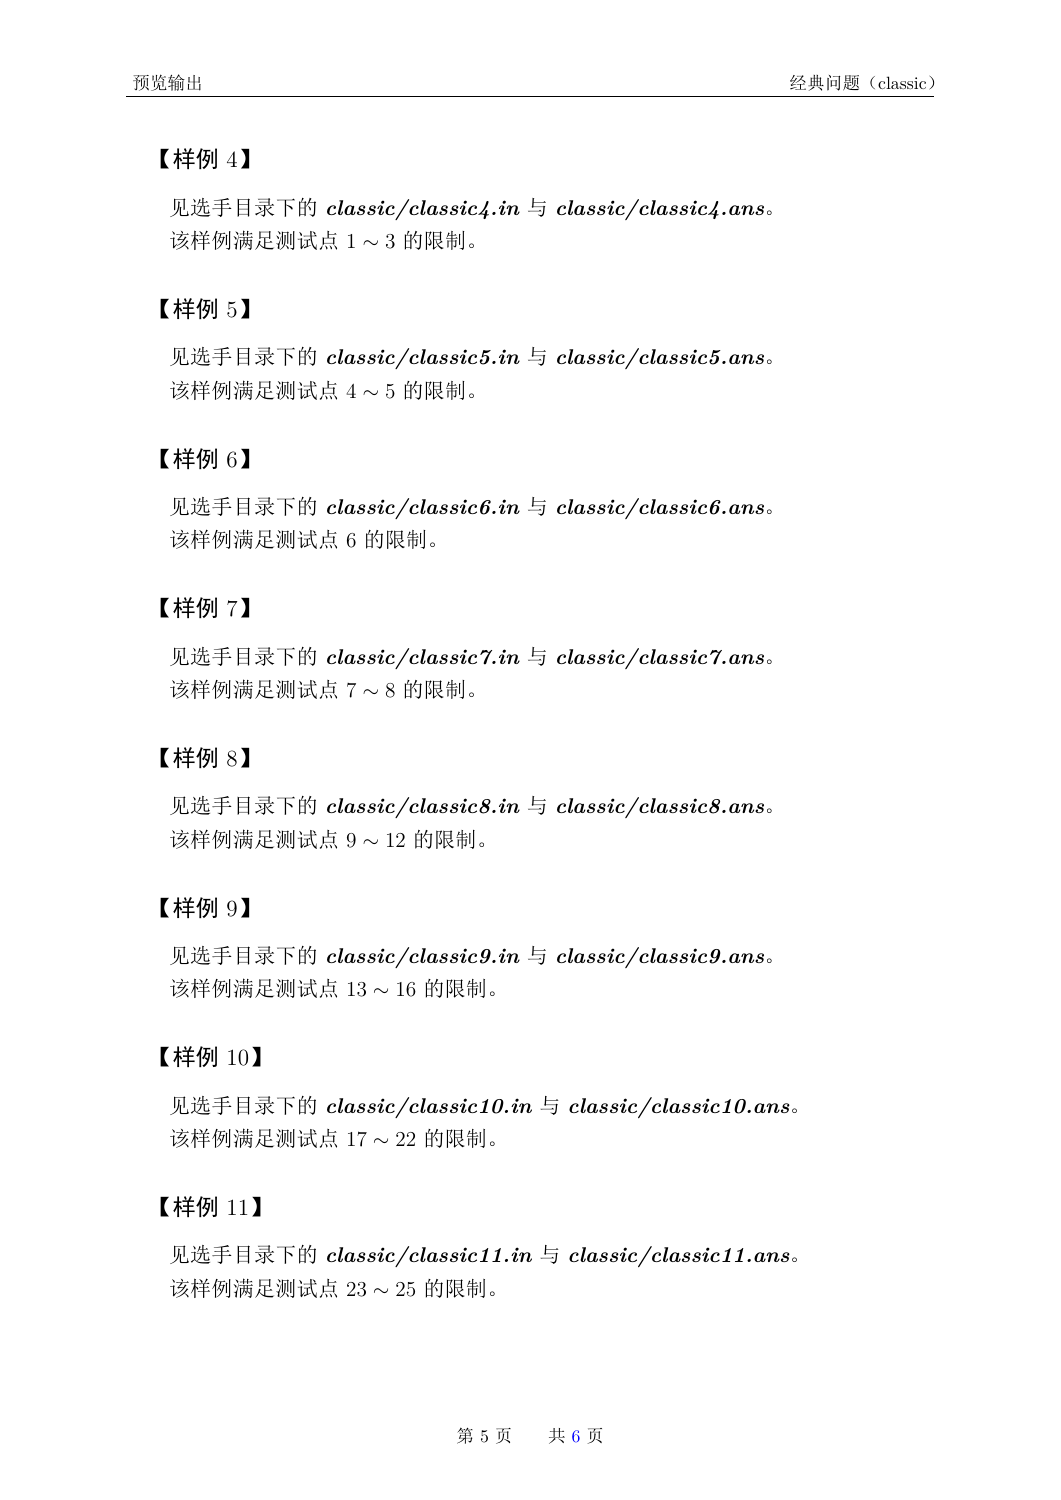 预览输出 经典问题（classic）
【样例 4】
见选手目录下的 classic/classic4.in 与 classic/classic4.ans。
该样例满足测试点 1 ∼ 3 的限制。
【样例 5】
见选手目录下的 classic/classic5.in 与 classic/classic5.ans。
该样例满足测试点 4 ∼ 5 的限制。
【样例 6】
见选手目录下的 classic/classic6.in 与 classic/classic6.ans。
该样例满足测试点 6 的限制。
【样例 7】
见选手目录下的 classic/classic7.in 与 classic/classic7.ans。
该样例满足测试点 7 ∼ 8 的限制。
【样例 8】
见选手目录下的 classic/classic8.in 与 classic/classic8.ans。
该样例满足测试点 9 ∼ 12 的限制。
【样例 9】
见选手目录下的 classic/classic9.in 与 classic/classic9.ans。
该样例满足测试点 13 ∼ 16 的限制。
【样例 10】
见选手目录下的 classic/classic10.in 与 classic/classic10.ans。
该样例满足测试点 17 ∼ 22 的限制。
【样例 11】
见选手目录下的 classic/classic11.in 与 classic/classic11.ans。
该样例满足测试点 23 ∼ 25 的限制。
第 5 页 共 6 页